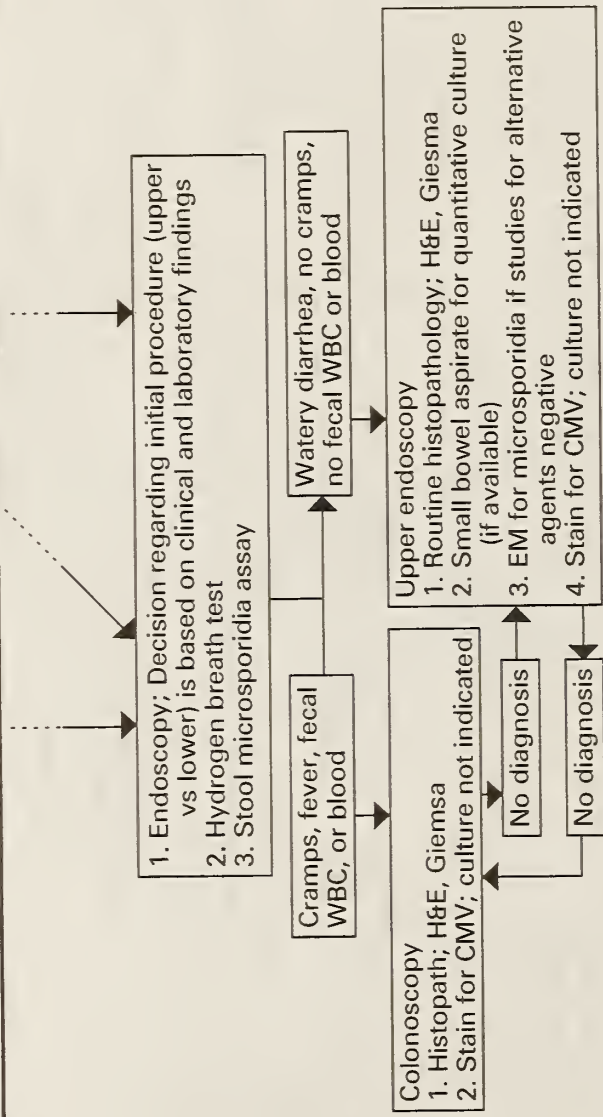 1. Endoscopy; Decision regarding initial procedure (upper
vs lower) is based on clinical and laboratory findings
2. Hydrogen breath test
3. Stool microsporidia assay
Cramps, fever, fecal
WBC, or blood
Watery diarrhea, no cramps,
no fecal WBC or blood
Colonoscopy
1. Histopath; H&E, Giemsa
2. Stain for CMV; culture not indicated
Upper endoscopy
1. Routine histopathology; H&E, Giesma
2. Small bowel aspirate for quantitative culture
(if available)
3. EM for microsporidia if studies for alternative
agents negative
4. Stain for CMV; culture not indicated
No diagnosis
No diagnosis